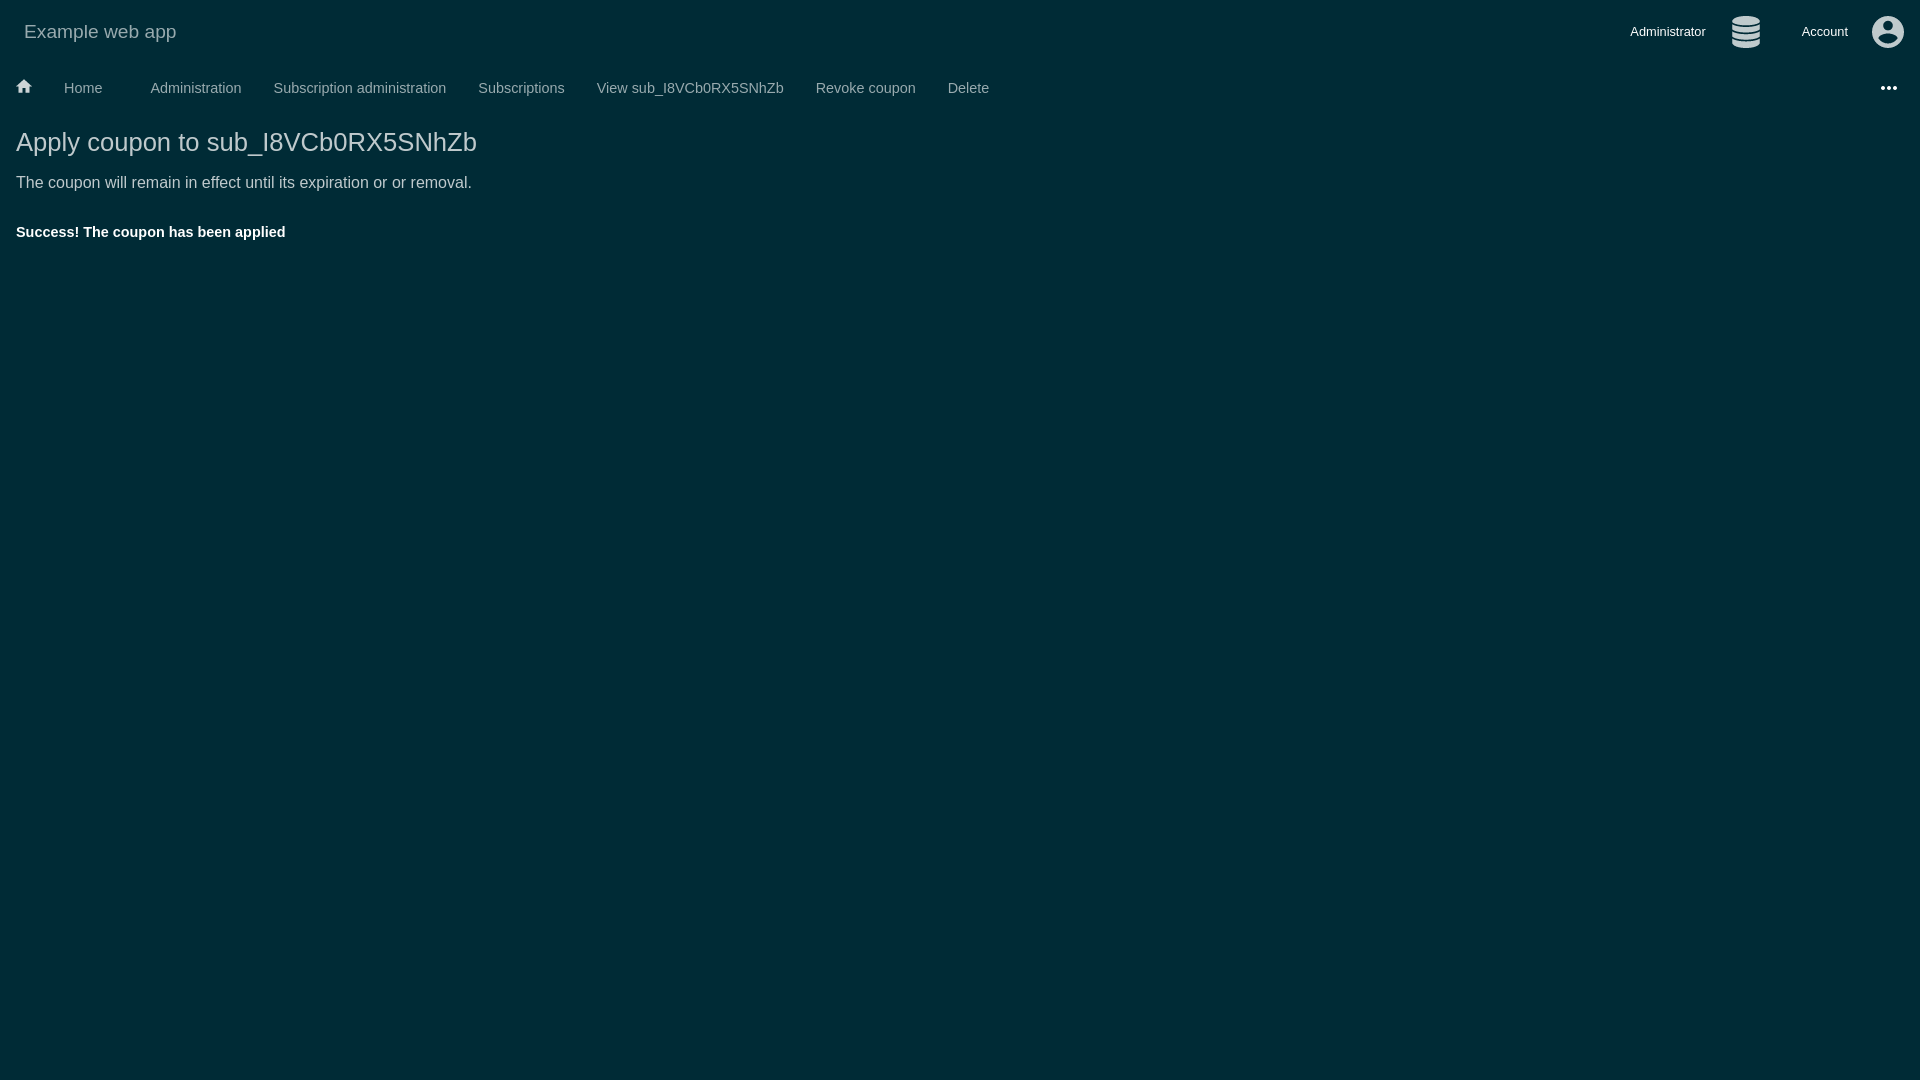 Example web app
Administrator
Account
Home
Administration
Subscription administration
Subscriptions
View sub_I8VCb0RX5SNhZb
Revoke coupon
Delete
Apply coupon to sub_I8VCb0RX5SNhZb
The coupon will remain in effect until its expiration or or removal.
Success! The coupon has been applied